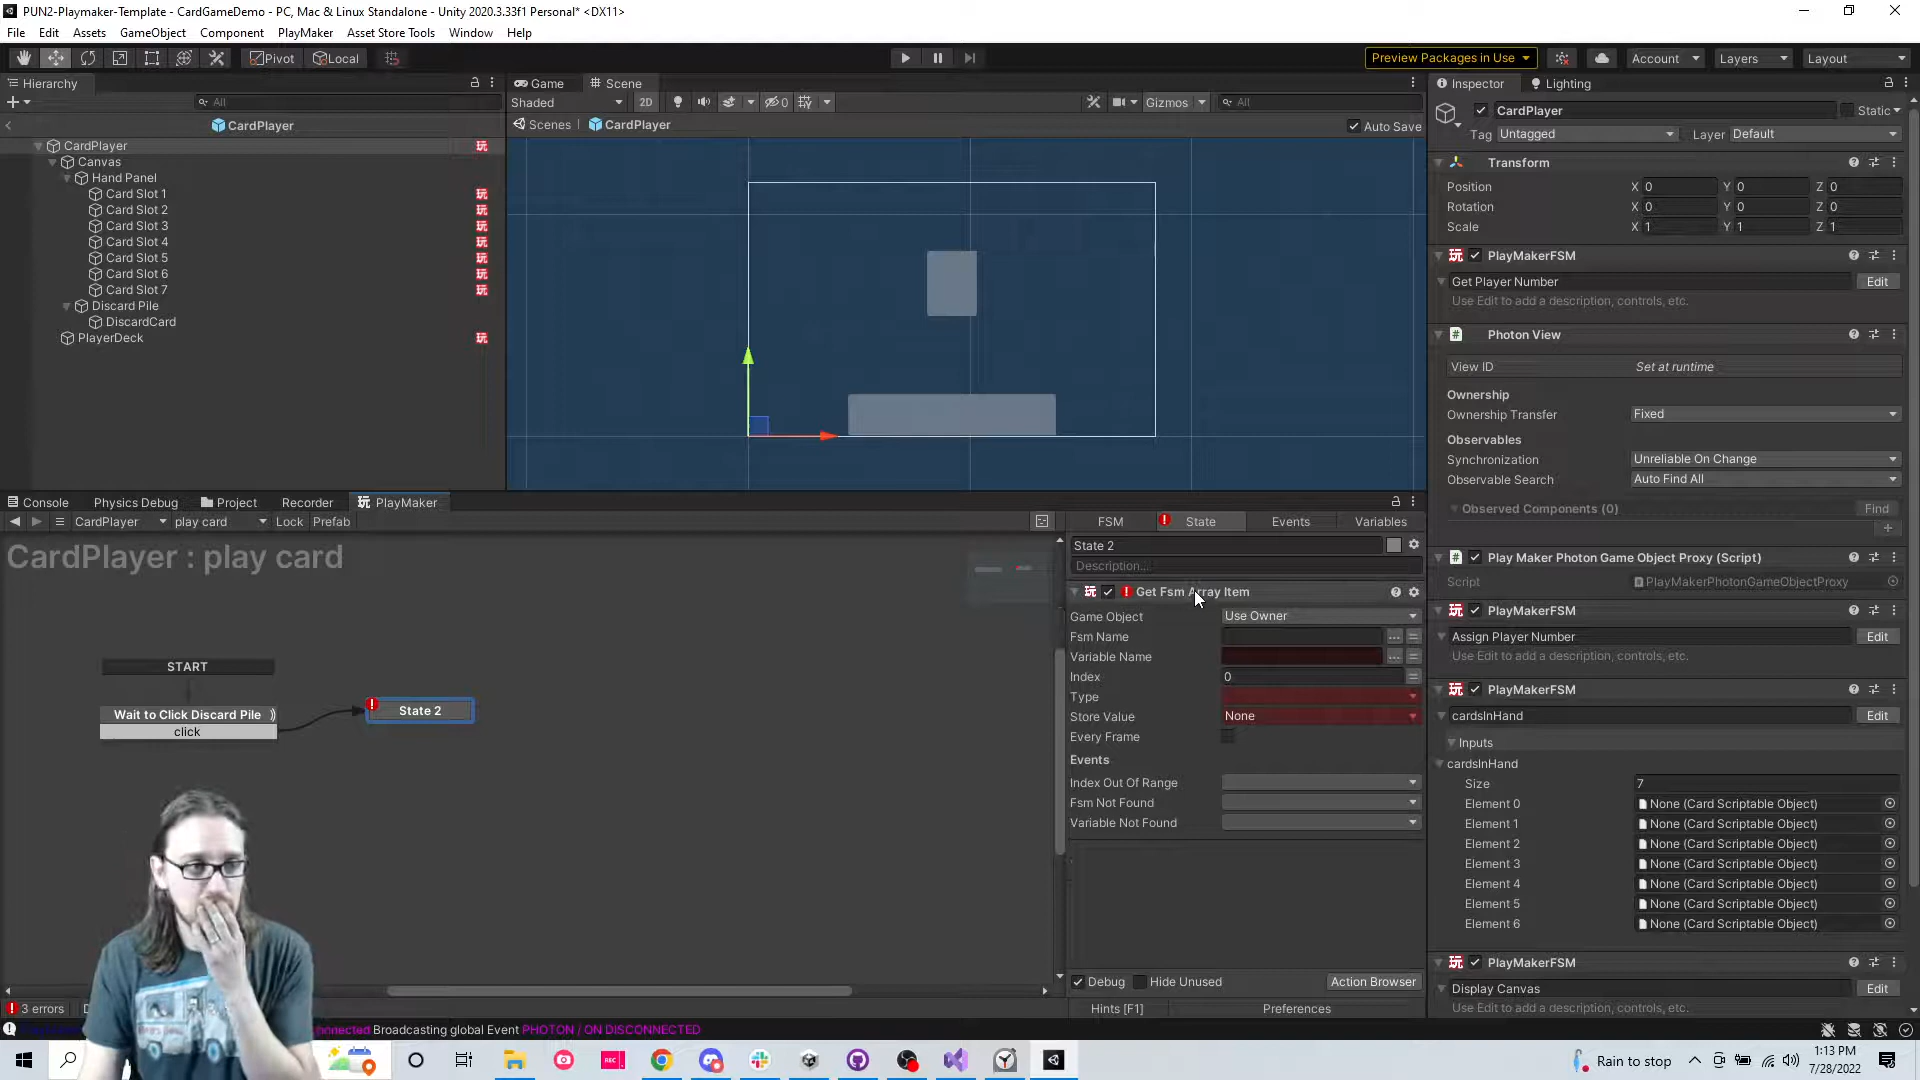 PUN2-Playmaker-Template - CardGameDemo - PC, Mac & Linux Standalone - Unity 2020.3.33f1 Personal* <DX11>
File Edit Assets GameObject Component PlayMaker Asset Store Tools Window Help
Pivot Local Preview Packages in Use Account Layers Layout
Hierarchy
All
CardPlayer
CardPlayer
Canvas
Hand Panel
Card Slot 1
Card Slot 2
Card Slot 3
Card Slot 4
Card Slot 5
Card Slot 6
Card Slot 7
Discard Pile
DiscardCard
PlayerDeck
Game Scene
Shaded 2D 0 Gizmos All
Scenes CardPlayer Auto Save
Inspector Lighting
CardPlayer Static
Tag Untagged Layer Default
Transform
Position X 0 Y 0 Z 0
Rotation X 0 Y 0 Z 0
Scale X 1 Y 1 Z 1
PlayMakerFSM
Get Player Number Edit
Use Edit to add a description, controls, etc.
Photon View
View ID Set at runtime
Ownership
Ownership Transfer Fixed
Observables
Synchronization Unreliable On Change
Observable Search Auto Find All
Observed Components (0) Find
Play Maker Photon Game Object Proxy (Script)
Script PlayMakerPhotonGameObjectProxy
PlayMakerFSM
Assign Player Number Edit
Use Edit to add a description, controls, etc.
PlayMakerFSM
cardsInHand Edit
Inputs
cardsInHand
Size 7
Element 0 None (Card Scriptable Object)
Element 1 None (Card Scriptable Object)
Element 2 None (Card Scriptable Object)
Element 3 None (Card Scriptable Object)
Element 4 None (Card Scriptable Object)
Element 5 None (Card Scriptable Object)
Element 6 None (Card Scriptable Object)
PlayMakerFSM
Display Canvas Edit
Use Edit to add a description, controls, etc.
Console Physics Debug Project Recorder PlayMaker
CardPlayer play card Lock Prefab
CardPlayer : play card
START
Wait to Click Discard Pile
click
State 2
FSM State Events Variables
State 2
Description...
Get Fsm Array Item
Game Object Use Owner
Fsm Name
Variable Name
Index 0
Type
Store Value None
Every Frame
Events
Index Out Of Range
Fsm Not Found
Variable Not Found
Debug Hide Unused Action Browser
3 errors Hints [F1] Preferences
Broadcasting global Event PHOTON / ON DISCONNECTED
REC
Rain to stop
1:13 PM
7/28/2022